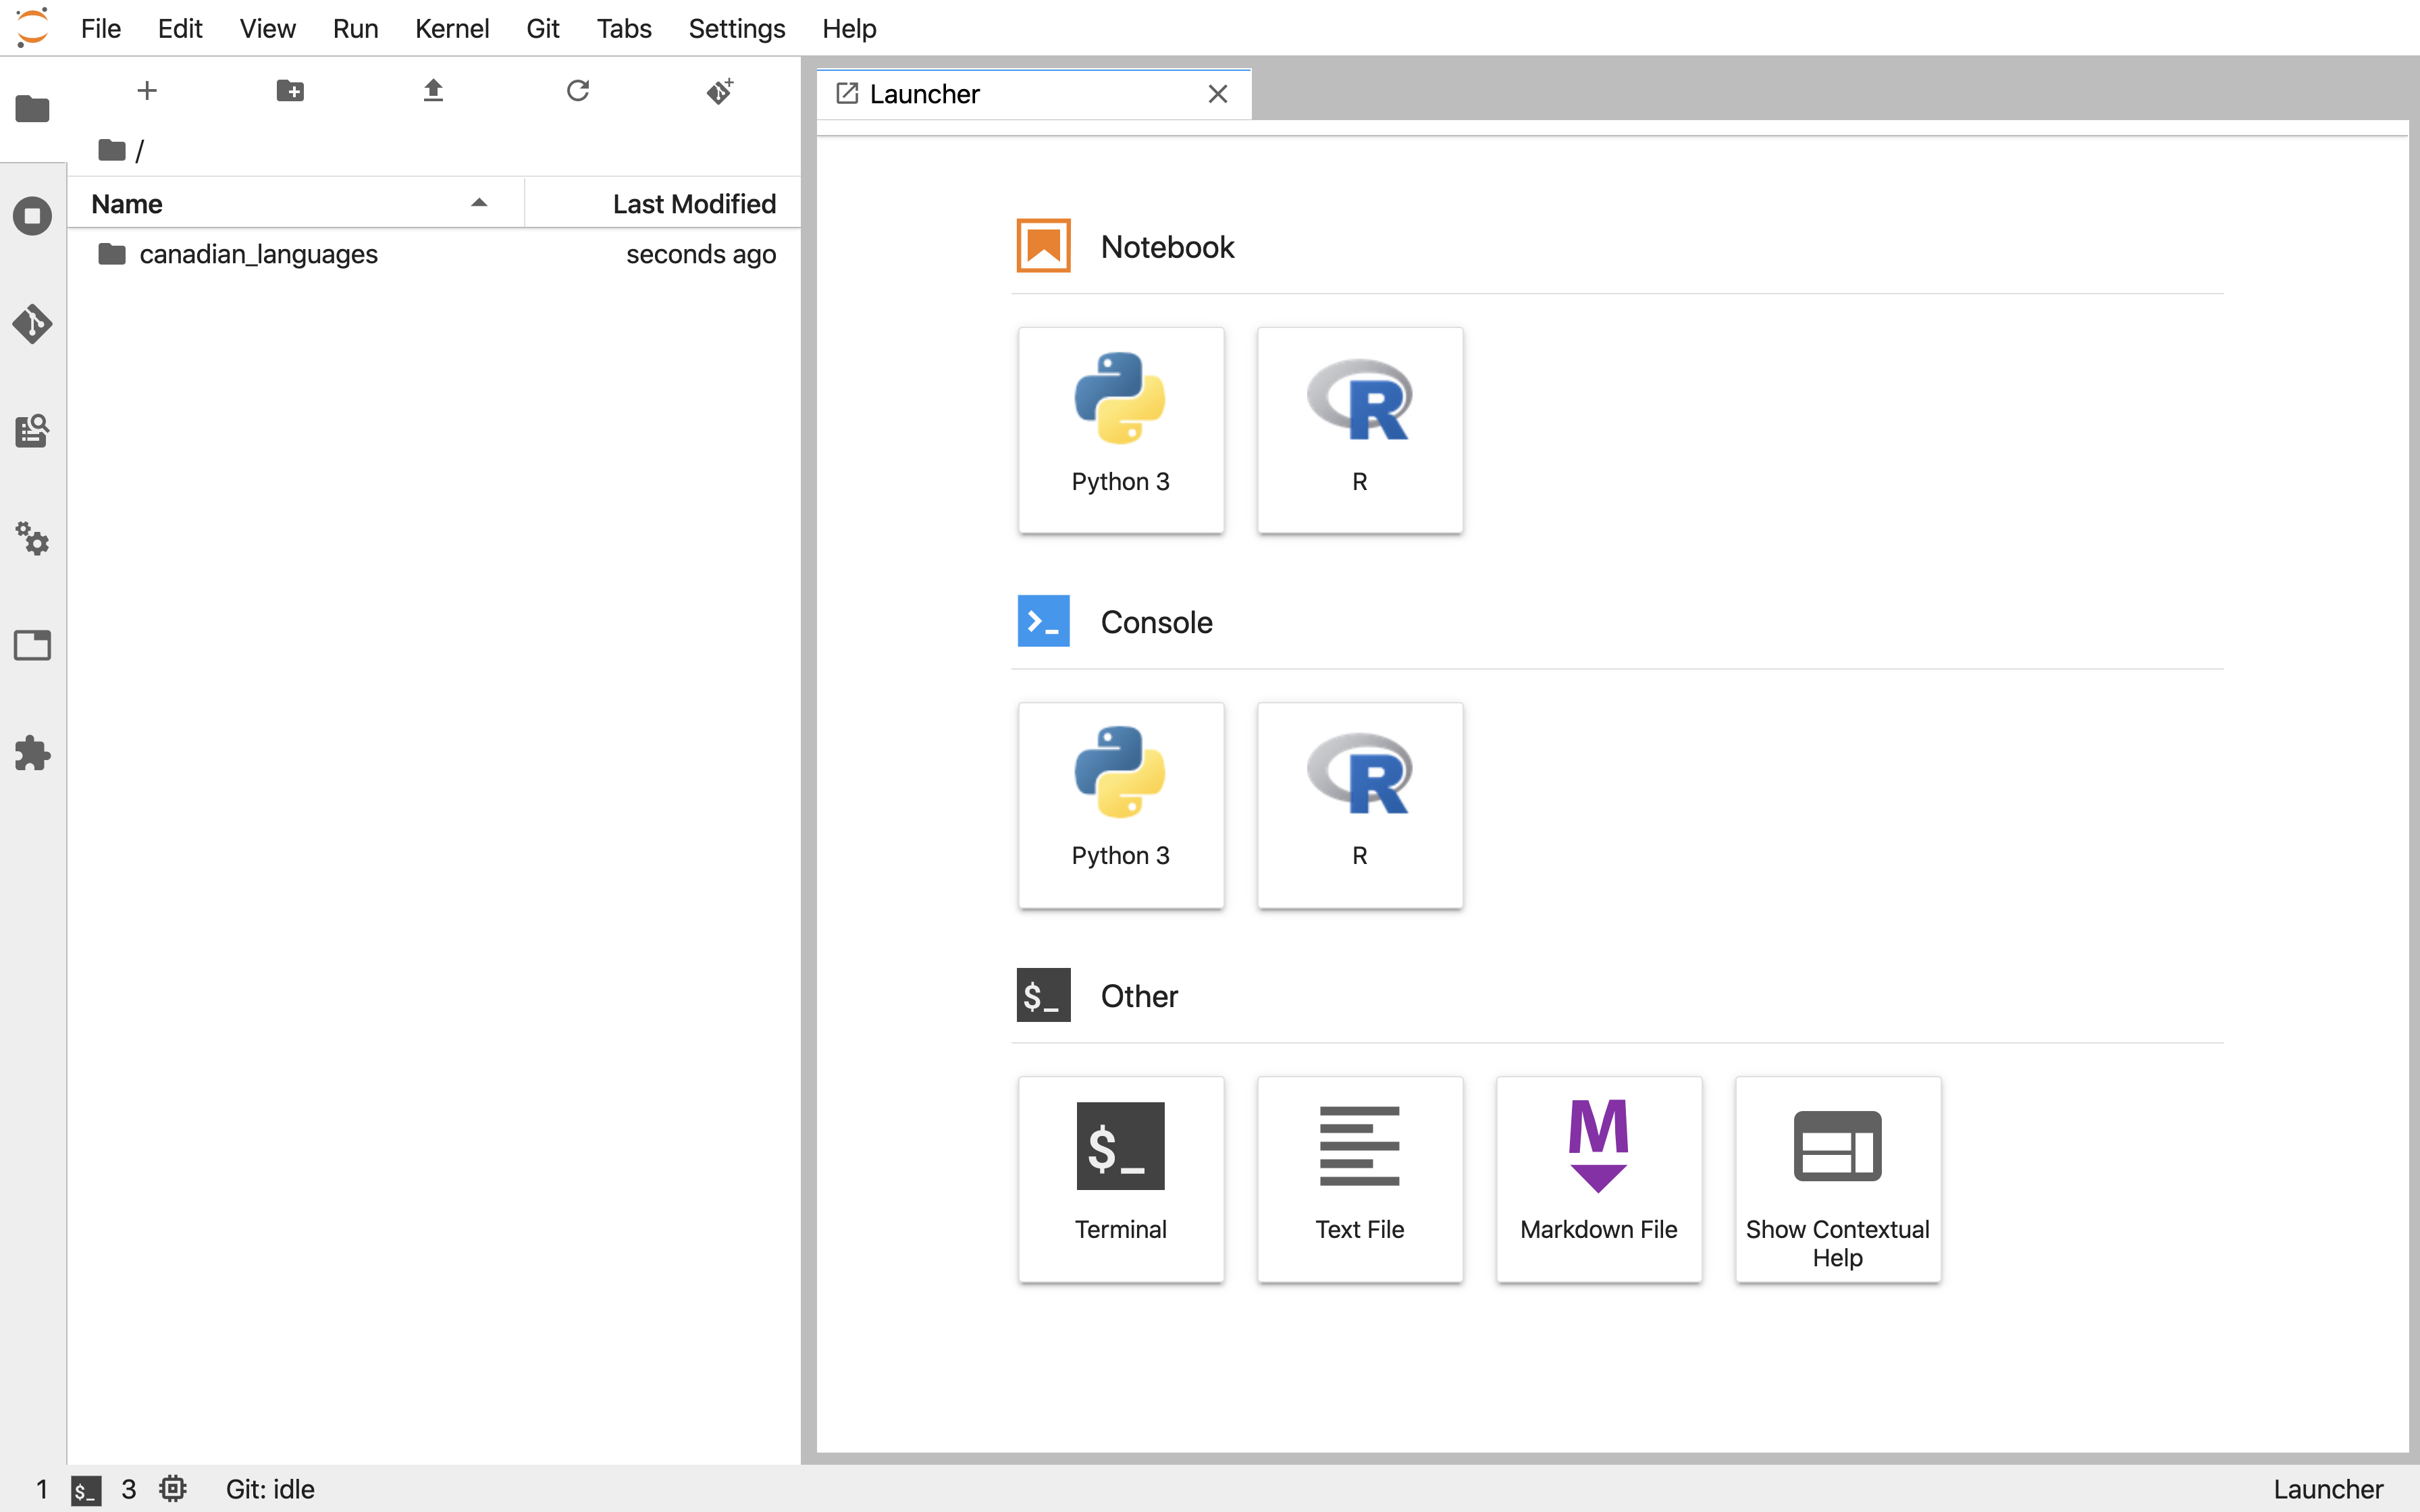 File Edit View Run Kernel Git Tabs Settings Help
Launcher
/
Name Last Modified
canadian_languages seconds ago
Notebook
Python 3 R
Console
Python 3 R
$_ Other
$_
Terminal Text File Markdown File Show Contextual
Help
1 $_ 3 Git: idle Launcher